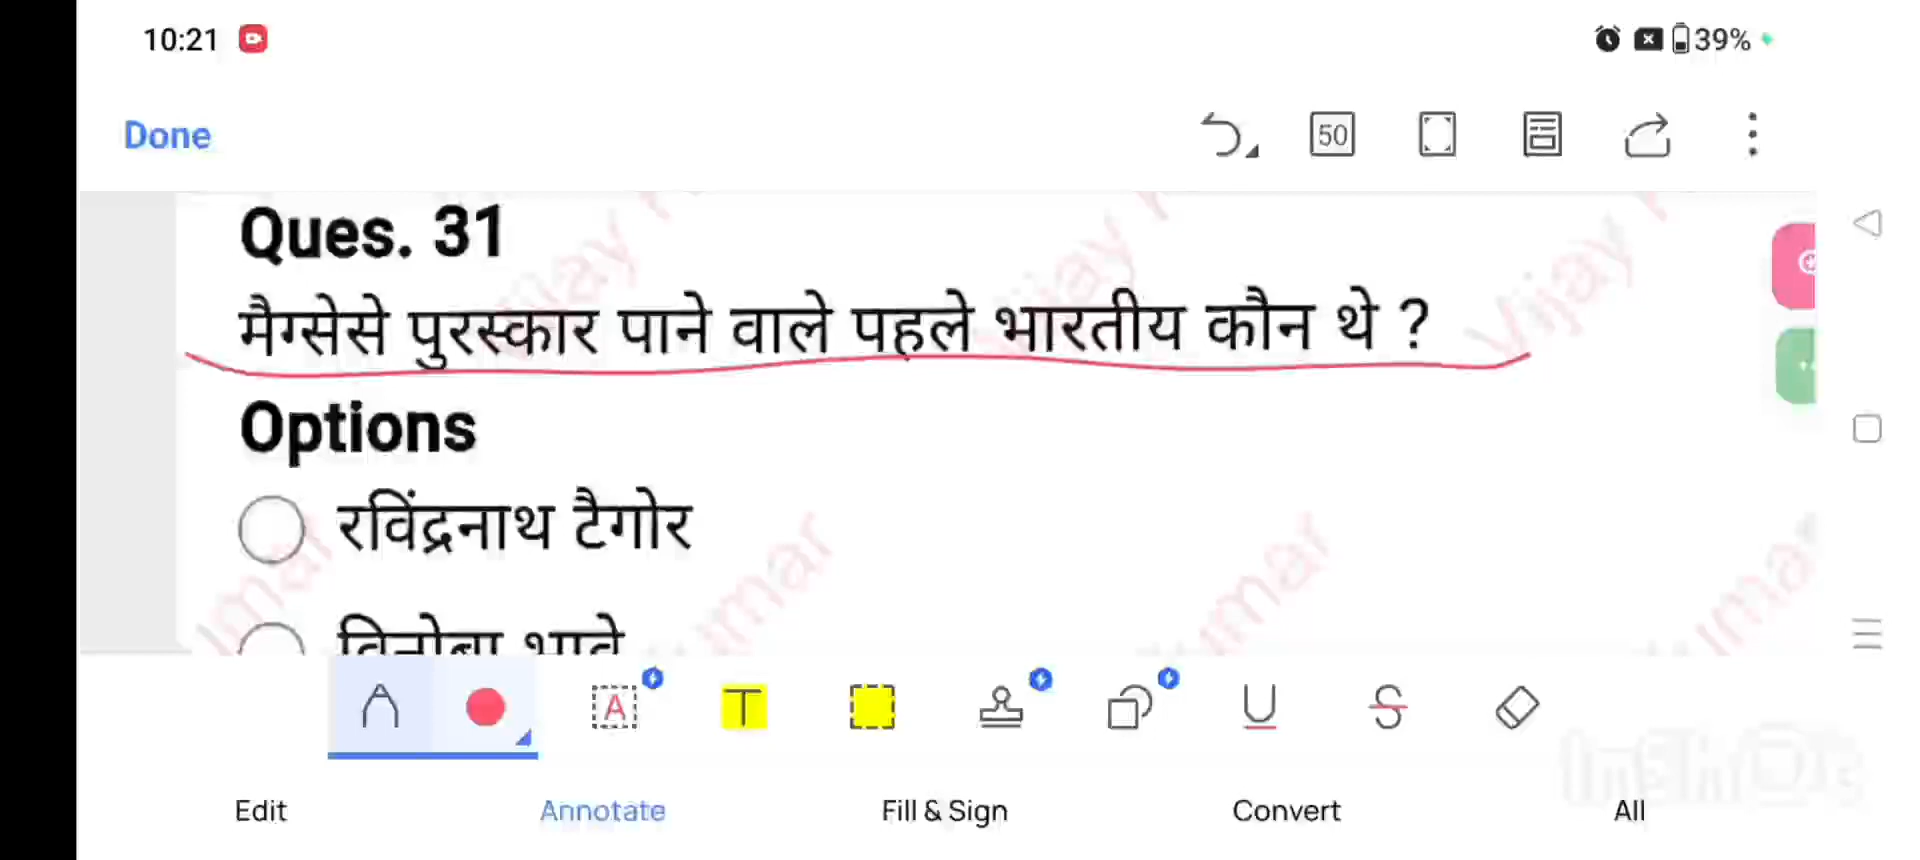 10:21
39%
Done
50
Ques. 31
मैग्सेसे पुरस्कार पाने वाले पहले भारतीय कौन थे ?
Options
रविंद्रनाथ टैगोर
विनोबा भावे
A
T
U
S
Edit
Annotate
Fill & Sign
Convert
All
InShOt